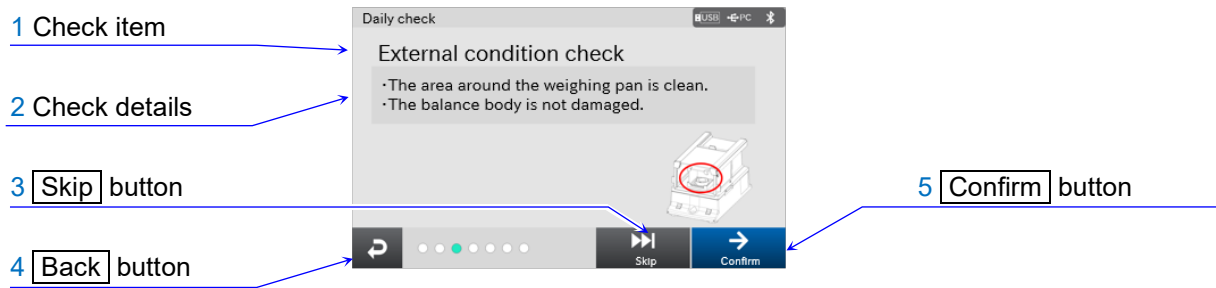 1 Check item
2 Check details
3 Skip button
4 Back button
Daily check
USB PC
External condition check
･The area around the weighing pan is clean.
･The balance body is not damaged.
Skip
Confirm
5 Confirm button